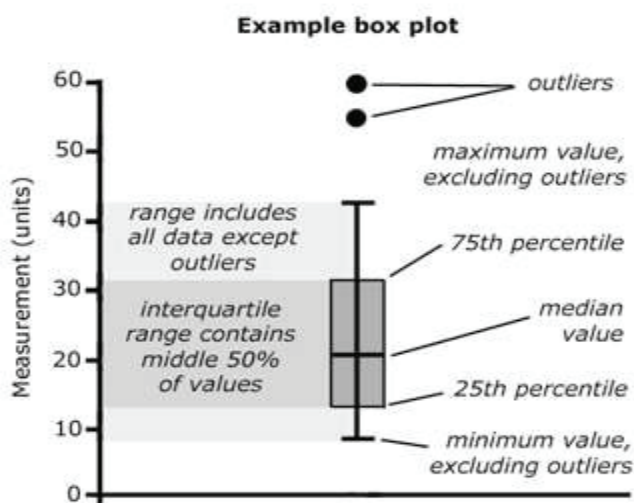 Example box plot
Measurement (units)
60
50
40
30
20
10
0
range includes
all data except
outliers
interquartile
range contains
middle 50%
of values
outliers
maximum value,
excluding outliers
75th percentile
median
value
25th percentile
minimum value,
excluding outliers